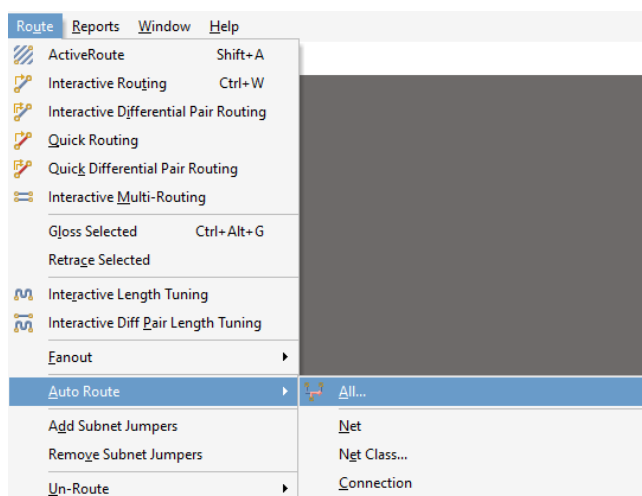 Route Reports Window Help
ActiveRoute Shift+A
Interactive Routing Ctrl+W
Interactive Differential Pair Routing
Quick Routing
Quick Differential Pair Routing
Interactive Multi-Routing
Gloss Selected Ctrl+Alt+G
Retrace Selected
Interactive Length Tuning
Interactive Diff Pair Length Tuning
Fanout
Auto Route All...
Add Subnet Jumpers Net
Remove Subnet Jumpers Net Class...
Un-Route Connection